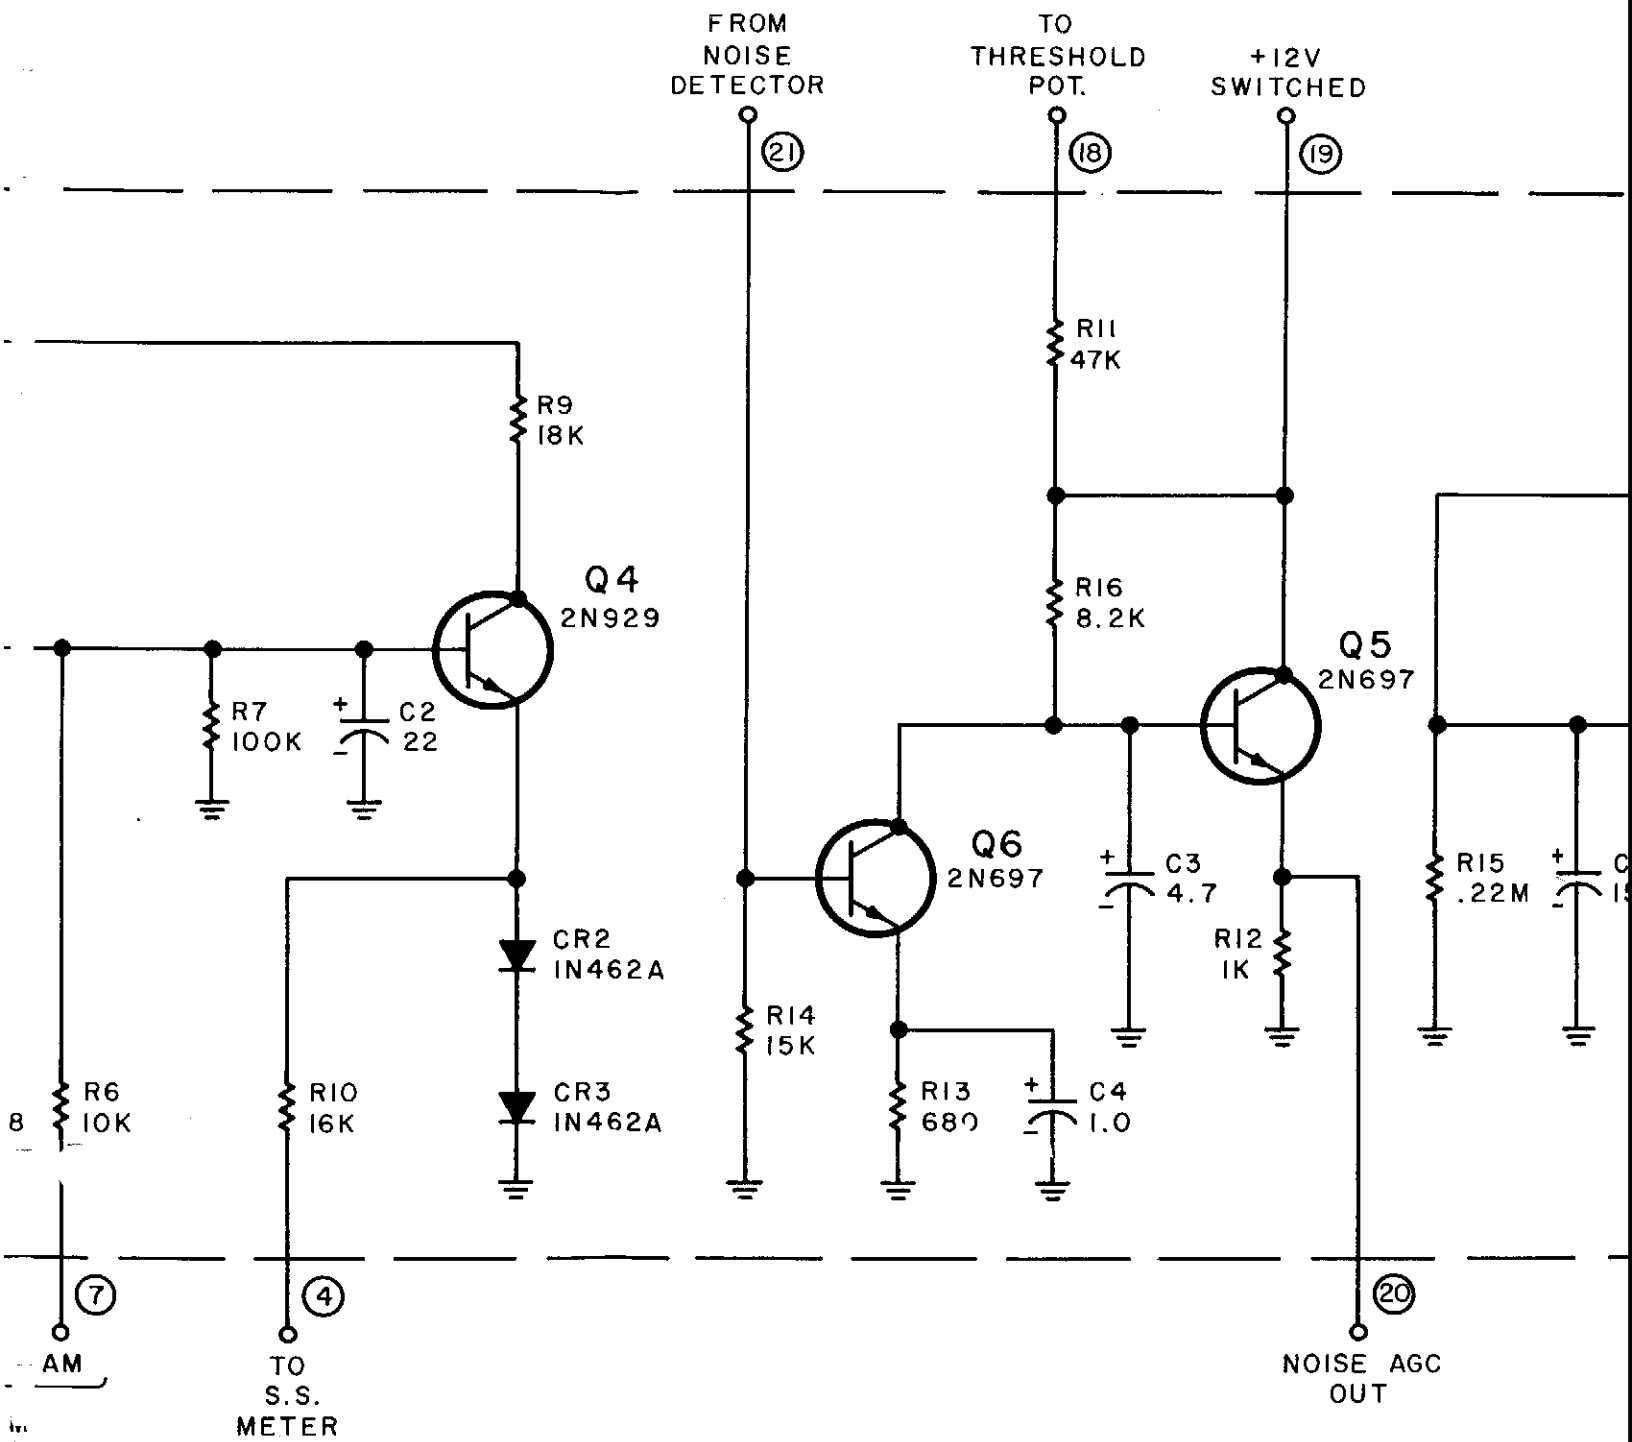 FROM
NOISE
DETECTOR
21
TO
THRESHOLD
POT.
18
+12V
SWITCHED
19
R9
18K
R11
47K
Q4
2N929
R16
8.2K
Q5
2N697
R7
100K
+
C2
22
-
Q6
2N697
+
C3
4.7
-
R15
.22M
+
-
R12
1K
CR2
1N462A
R14
15K
8
R6
10K
R10
16K
CR3
1N462A
R13
680
+
C4
1.0
-
7
AM
4
TO
S.S.
METER
20
NOISE AGC
OUT